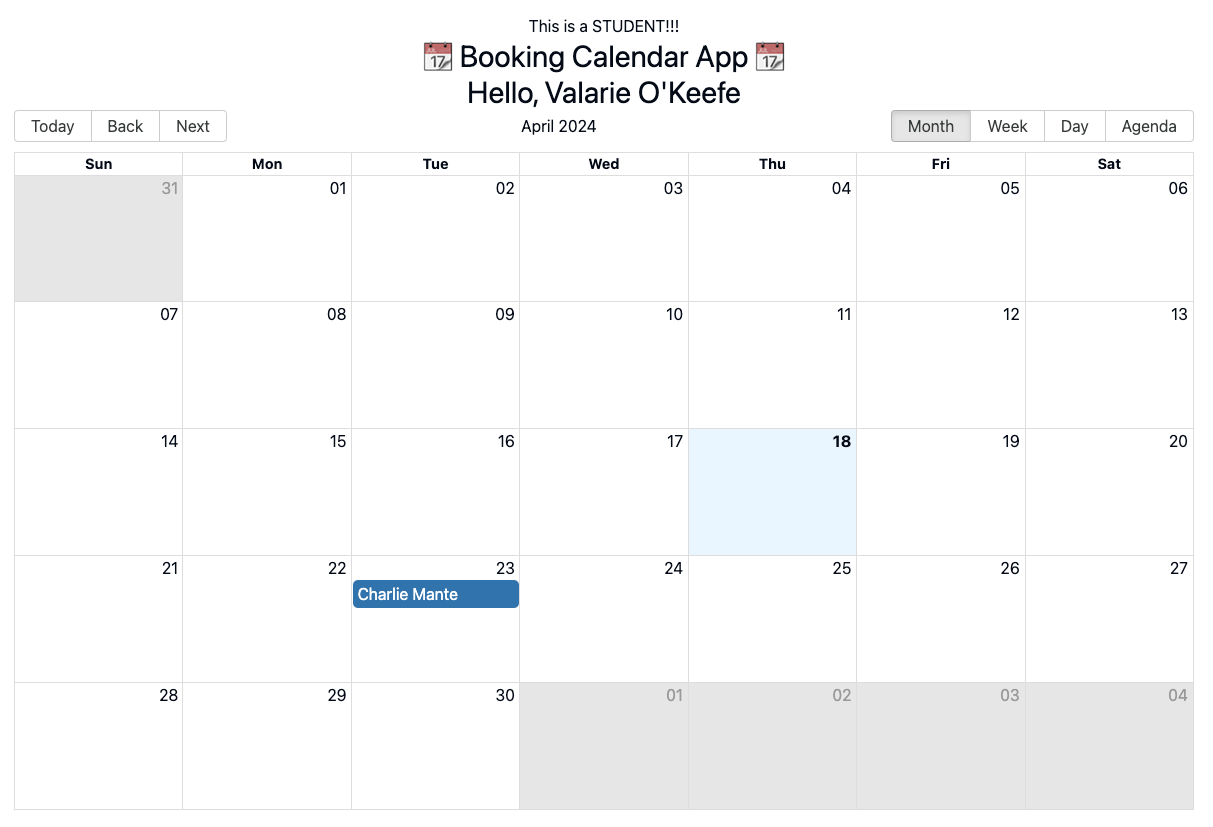 This is a STUDENT!!!
📅 Booking Calendar App 📅
Hello, Valarie O'Keefe
Today Back Next April 2024 Month Week Day Agenda
Sun Mon Tue Wed Thu Fri Sat
31 01 02 03 04 05 06
07 08 09 10 11 12 13
14 15 16 17 18 19 20
21 22 23 24 25 26 27
Charlie Mante
28 29 30 01 02 03 04